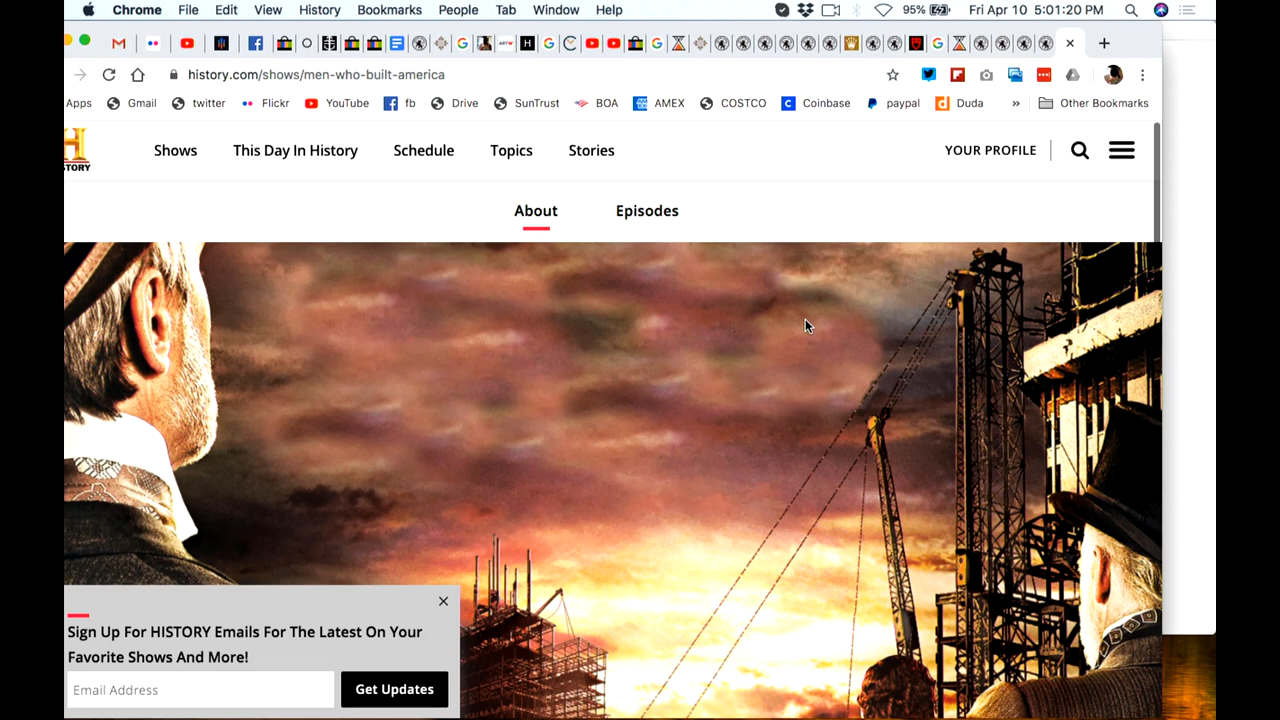 Chrome File Edit View History Bookmarks People Tab Window Help 95% Fri Apr 10 5:01:20 PM
history.com/shows/men-who-built-america
Apps Gmail twitter Flickr YouTube fb Drive SunTrust BOA AMEX COSTCO Coinbase paypal Duda » Other Bookmarks
H
STORY
Shows This Day In History Schedule Topics Stories YOUR PROFILE
About Episodes
Sign Up For HISTORY Emails For The Latest On Your
Favorite Shows And More!
Email Address Get Updates